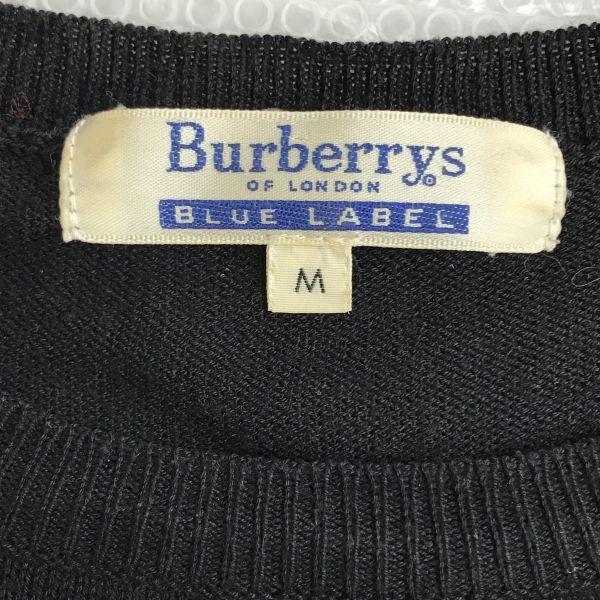 Burberrys
OF LONDON
BLUE LABEL
M